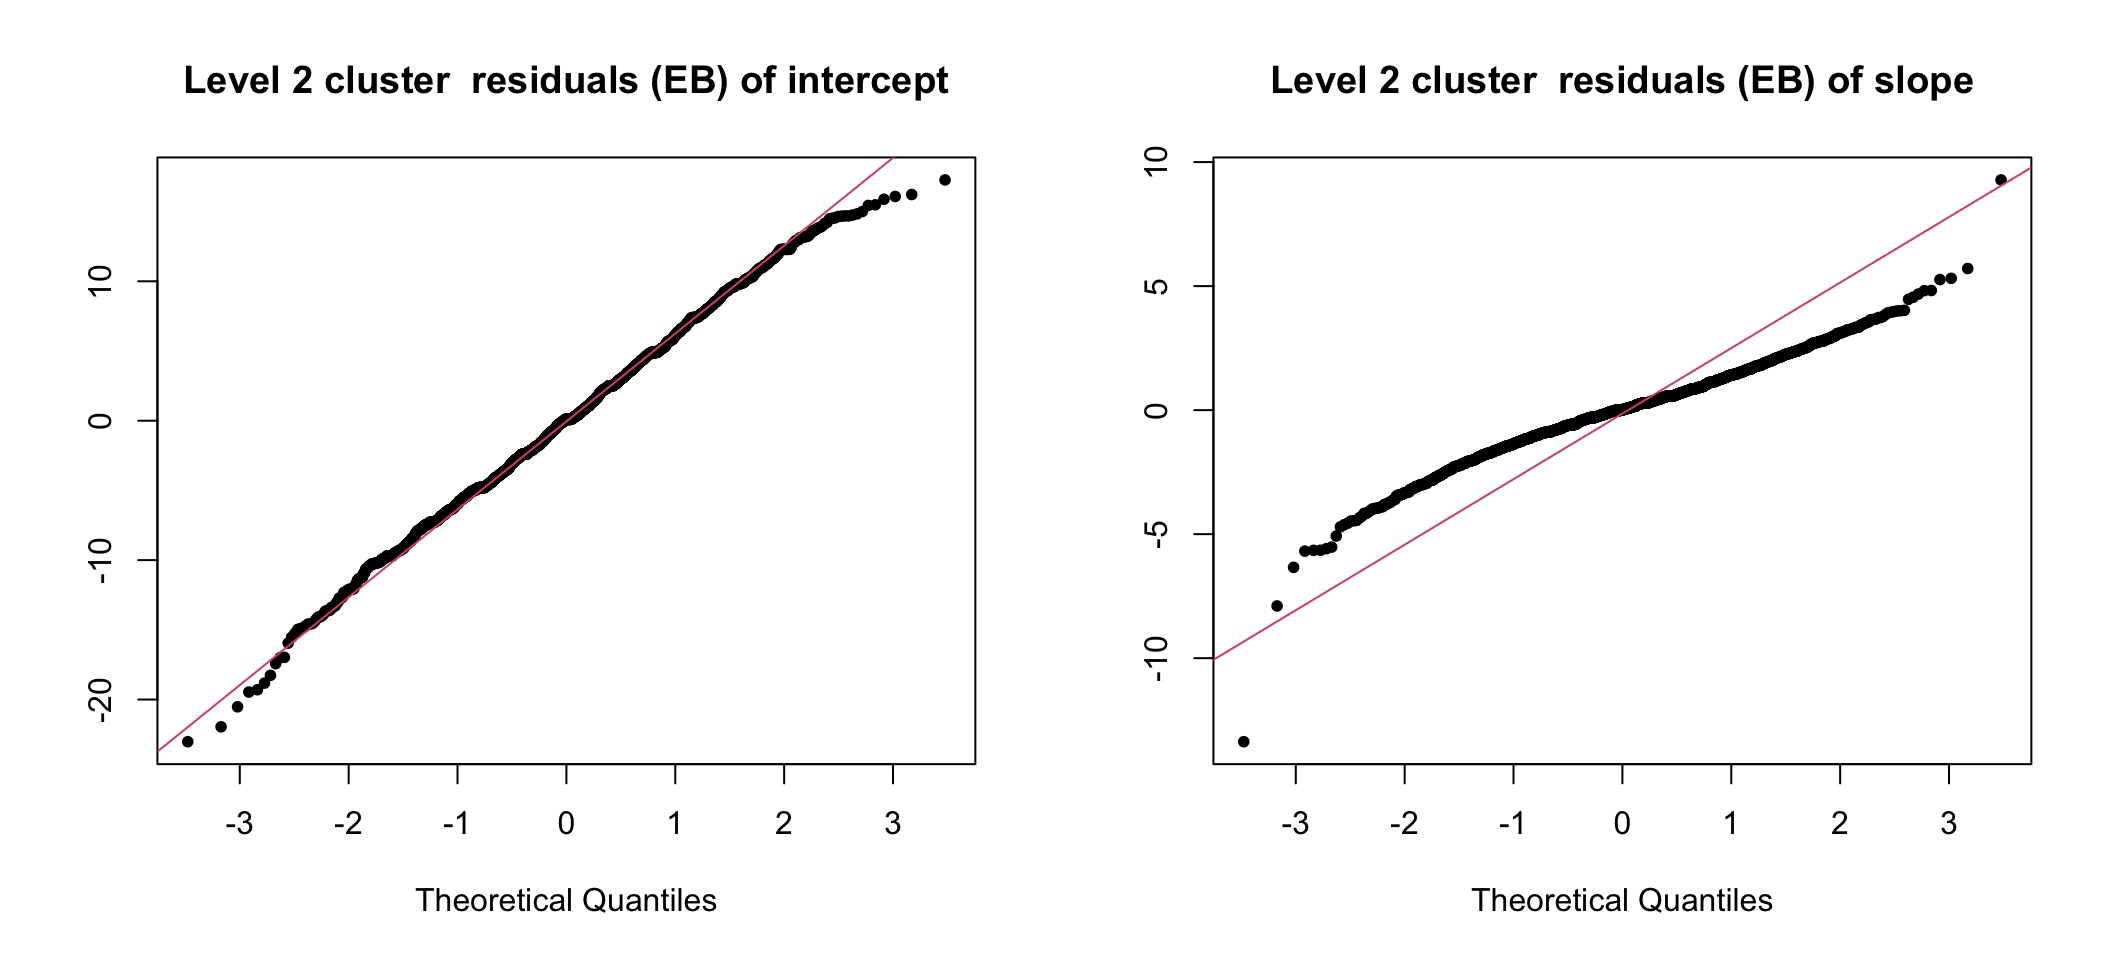 Level 2 cluster  residuals (EB) of intercept
10
0
-10
-20
-3 -2 -1 0 1 2 3
Theoretical Quantiles
Level 2 cluster  residuals (EB) of slope
10
5
0
-5
-10
-3 -2 -1 0 1 2 3
Theoretical Quantiles